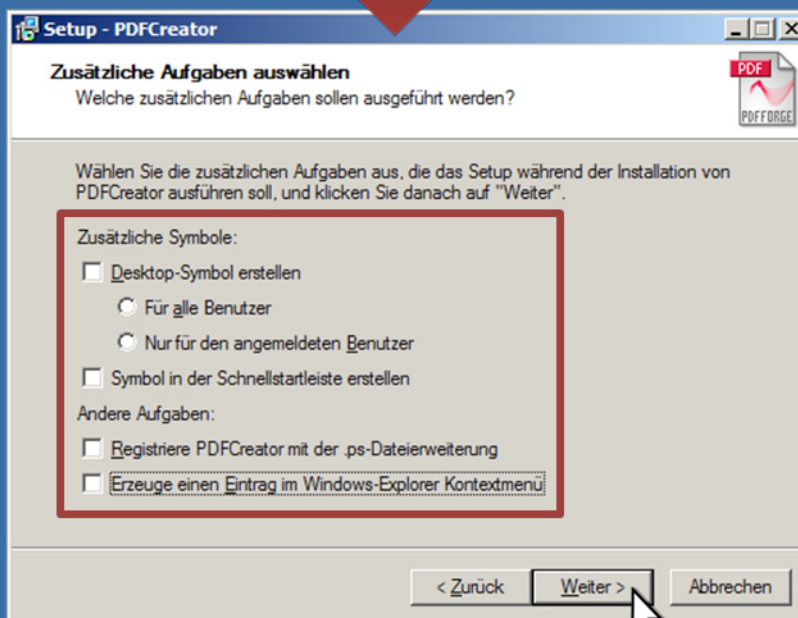 Setup - PDFCreator
Zusätzliche Aufgaben auswählen
Welche zusätzlichen Aufgaben sollen ausgeführt werden?
PDF
PDFFORGE
Wählen Sie die zusätzlichen Aufgaben aus, die das Setup während der Installation von
PDFCreator ausführen soll, und klicken Sie danach auf "Weiter".
Zusätzliche Symbole:
Desktop-Symbol erstellen
Für alle Benutzer
Nur für den angemeldeten Benutzer
Symbol in der Schnellstartleiste erstellen
Andere Aufgaben:
Registriere PDFCreator mit der .ps-Dateierweiterung
Erzeuge einen Eintrag im Windows-Explorer Kontextmenü
< Zurück
Weiter >
Abbrechen